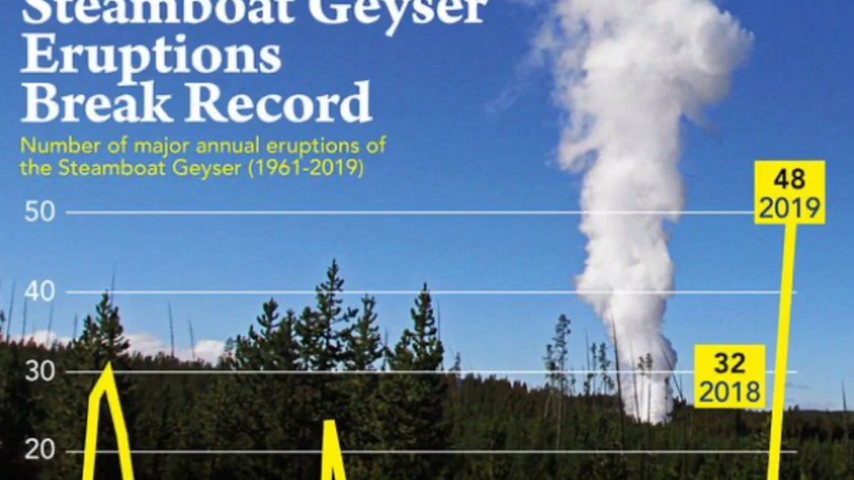 Steamboat Geyser
Eruptions
Break Record
Number of major annual eruptions of
the Steamboat Geyser (1961-2019)
48
2019
50
40
32
2018
30
20